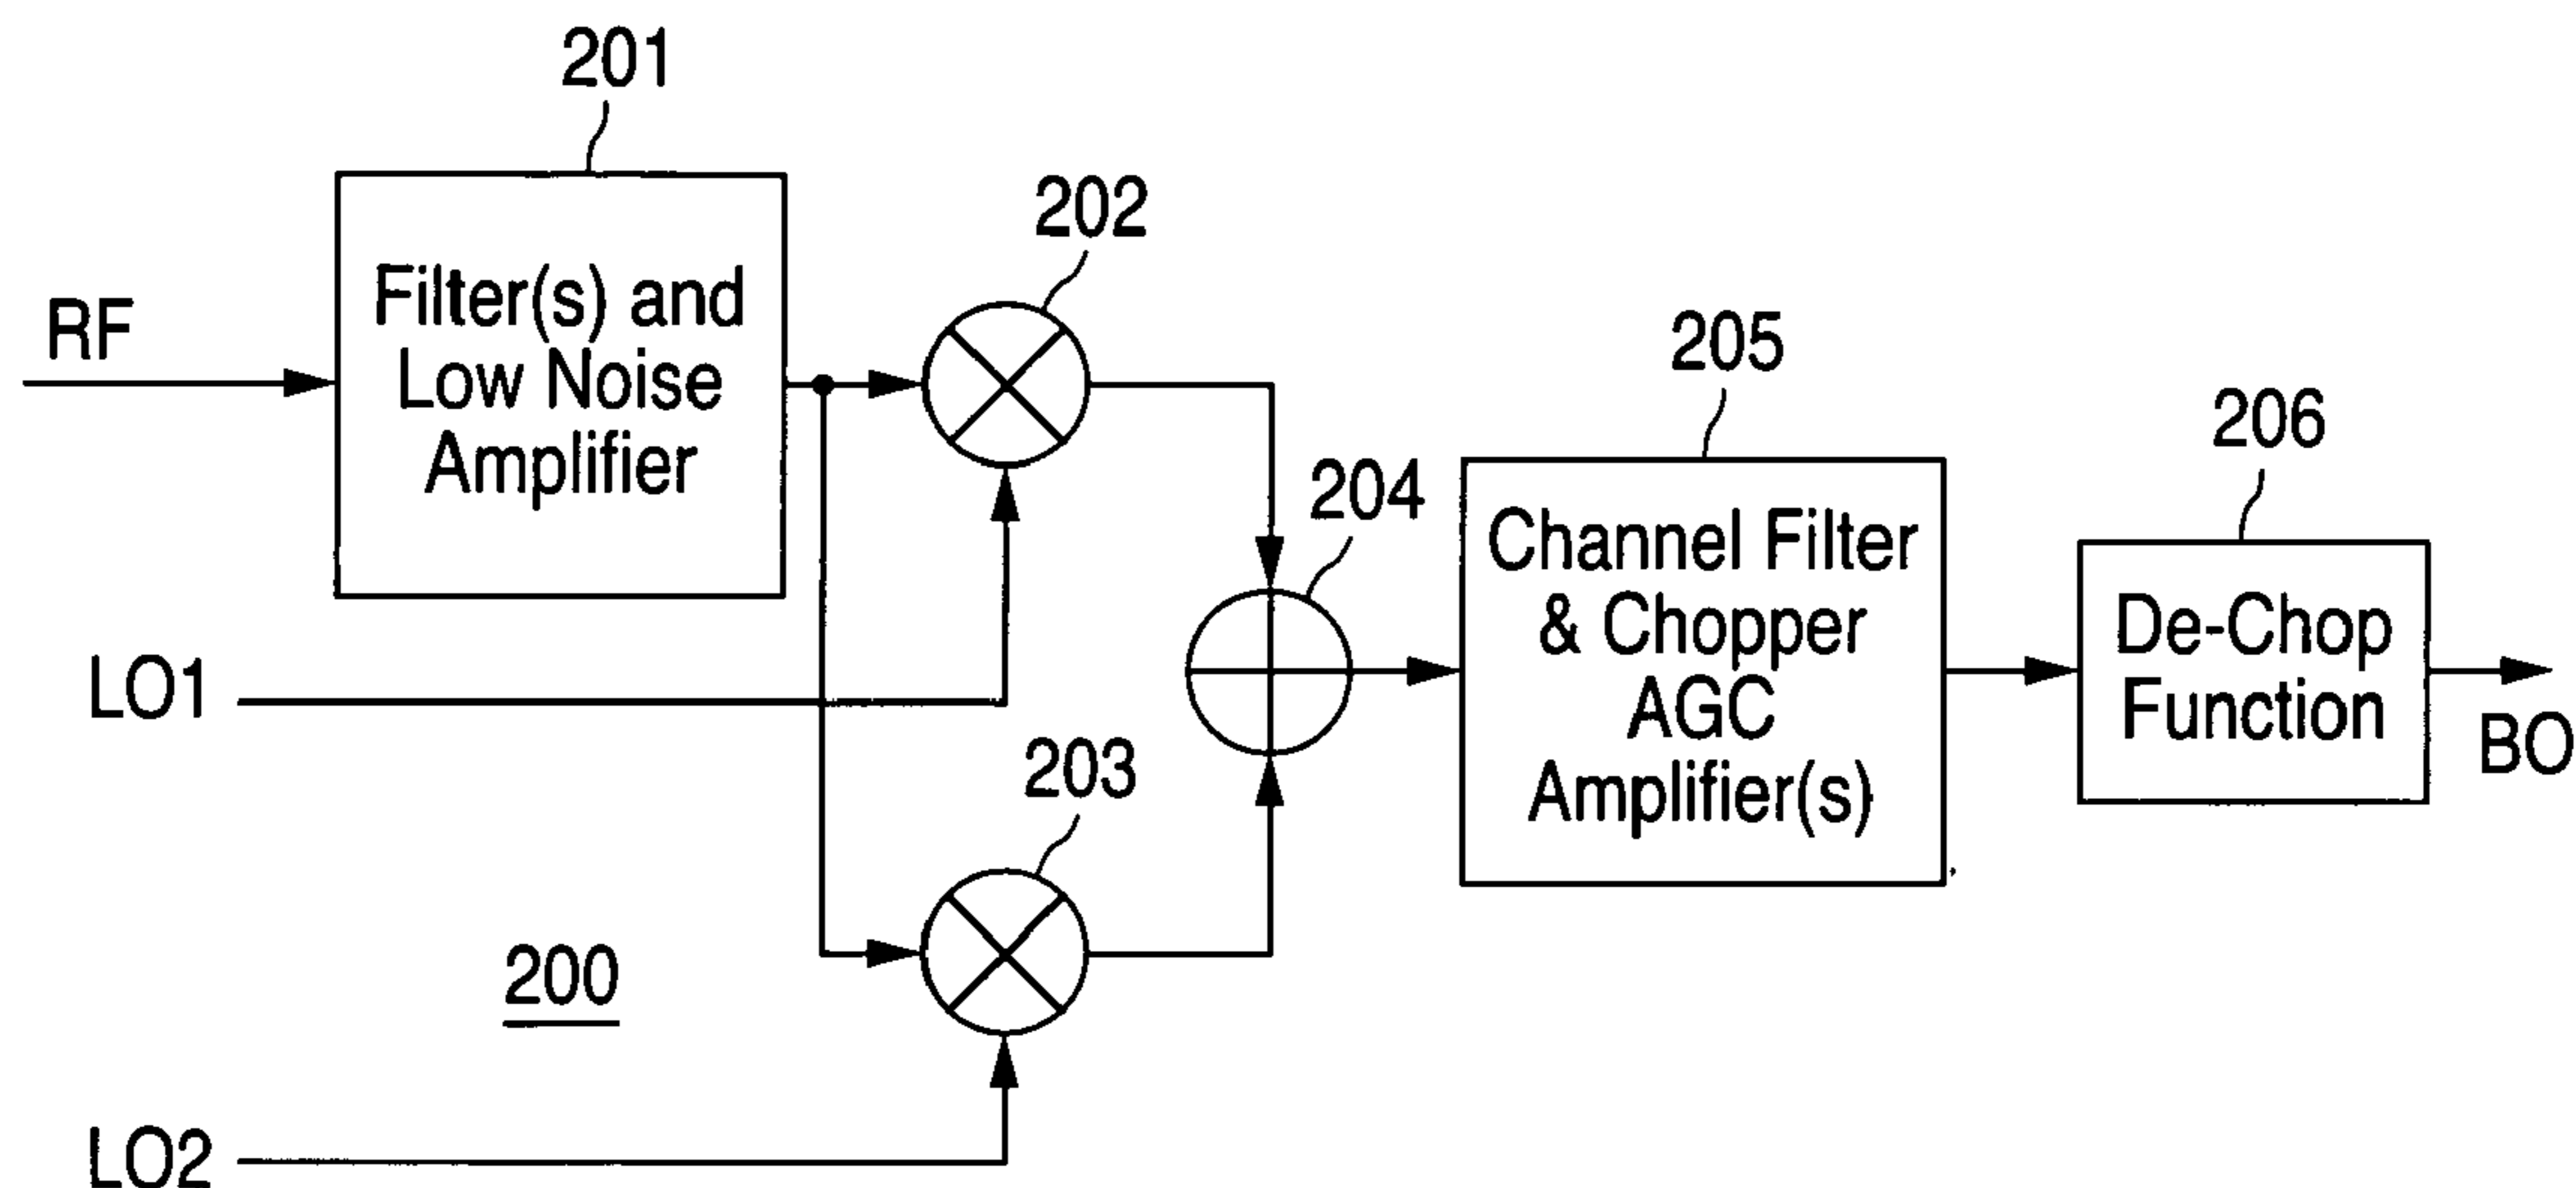 201
202
RF
Filter(s) and
Low Noise
Amplifier
205
206
204
Channel Filter
& Chopper
AGC
Amplifier(s)
De-Chop
Function
BO
LO1
203
200
LO2